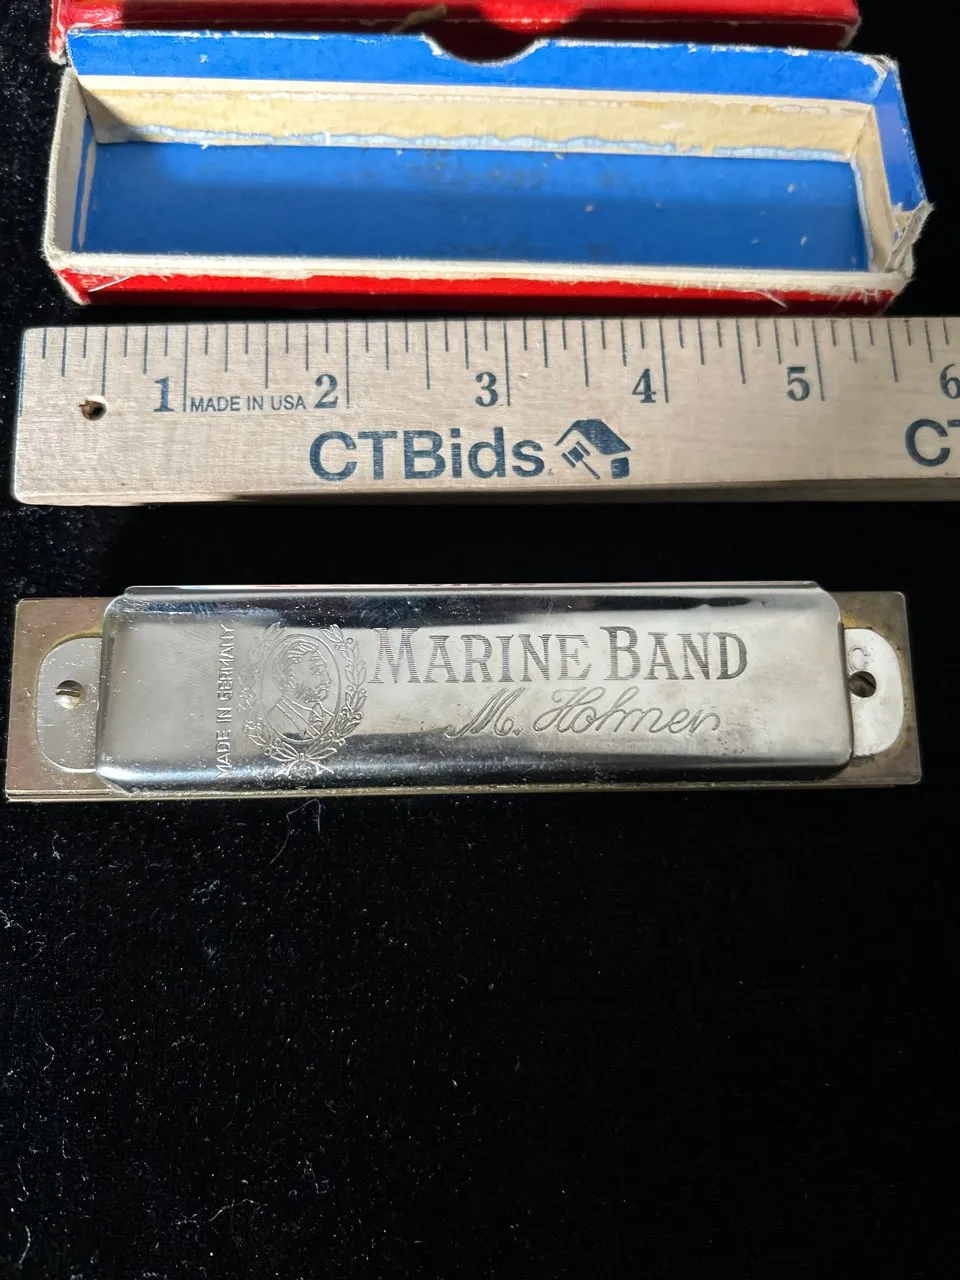 1 2 3 4 5 6
MADE IN USA
CTBids.
CT
MADE IN GERMANY
MARINE BAND
M. Hohner
C